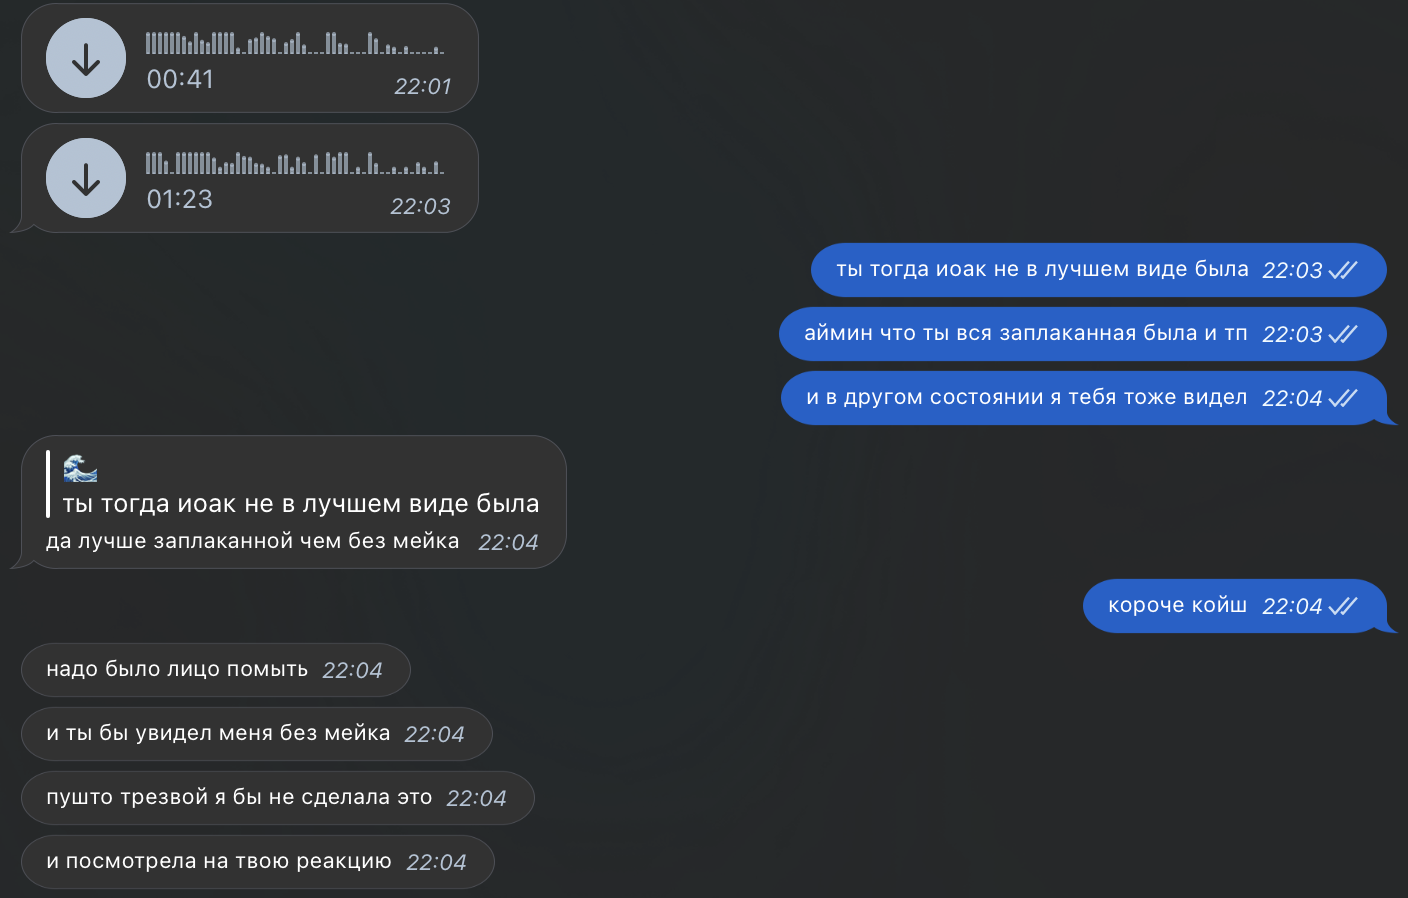 00:41 22:01
01:23 22:03
ты тогда иоак не в лучшем виде была 22:03
аймин что ты вся заплаканная была и тп 22:03
и в другом состоянии я тебя тоже видел 22:04
🌊
ты тогда иоак не в лучшем виде была
да лучше заплаканной чем без мейка 22:04
короче койш 22:04
надо было лицо помыть 22:04
и ты бы увидел меня без мейка 22:04
пушто трезвой я бы не сделала это 22:04
и посмотрела на твою реакцию 22:04